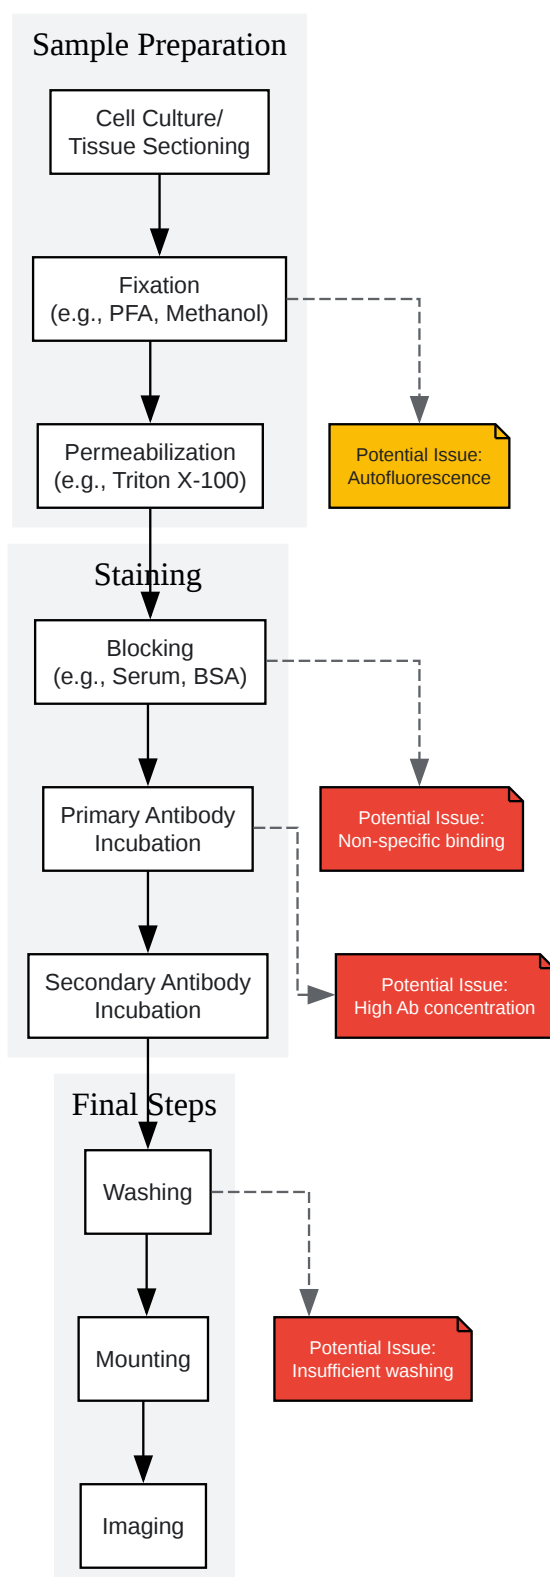 Sample Preparation
Cell Culture/
Tissue Sectioning
Fixation
(e.g., PFA, Methanol)
Permeabilization
(e.g., Triton X-100)
Potential Issue:
Autofluorescence
Staining
Blocking
(e.g., Serum, BSA)
Primary Antibody
Incubation
Potential Issue:
Non-specific binding
Secondary Antibody
Incubation
Potential Issue:
High Ab concentration
Final Steps
Washing
Mounting
Potential Issue:
Insufficient washing
Imaging